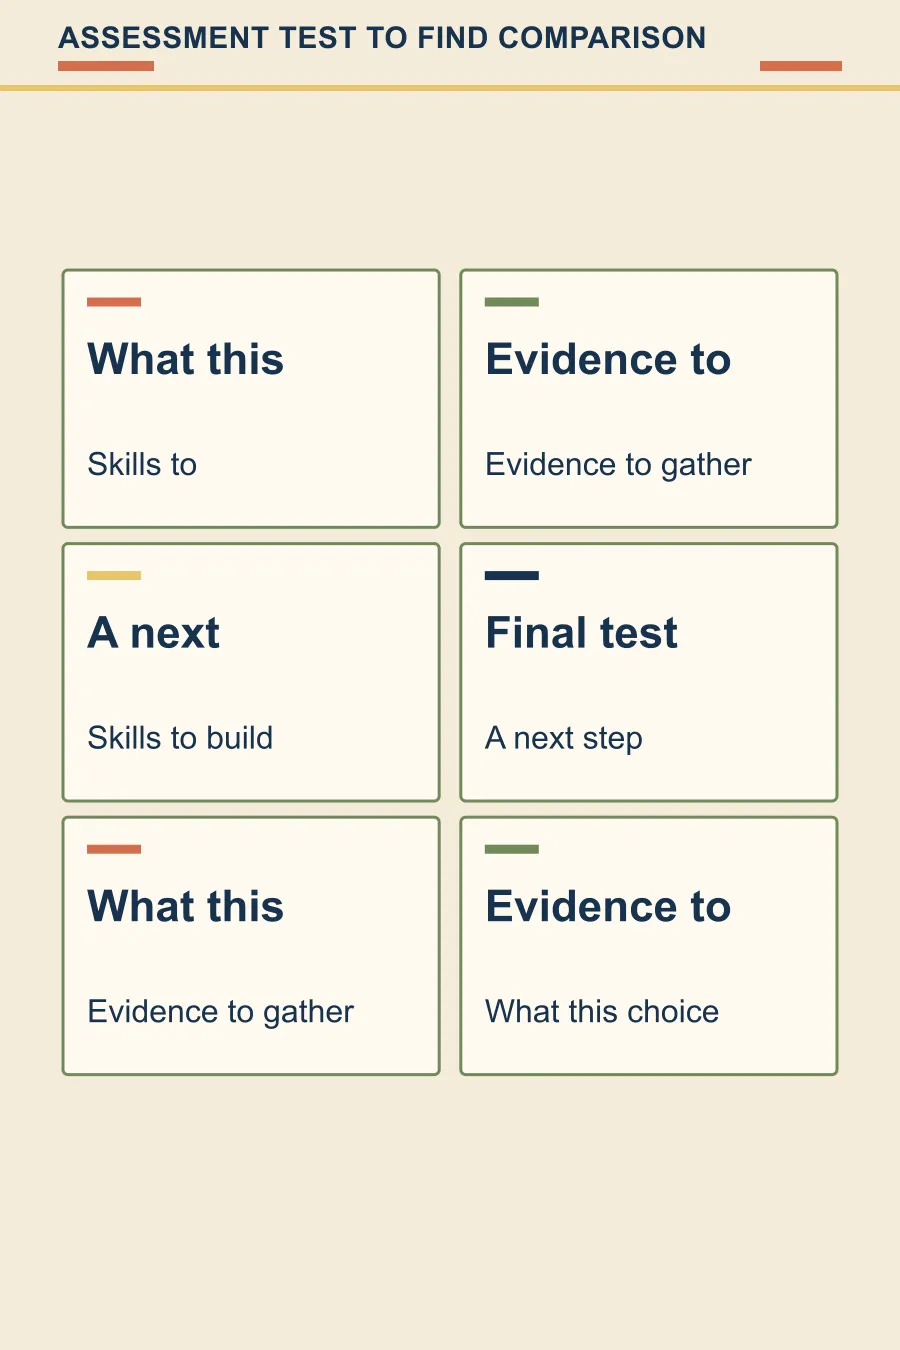 ASSESSMENT TEST TO FIND COMPARISON
What this
Skills to
Evidence to
Evidence to gather
A next
Skills to build
Final test
A next step
What this
Evidence to gather
Evidence to
What this choice